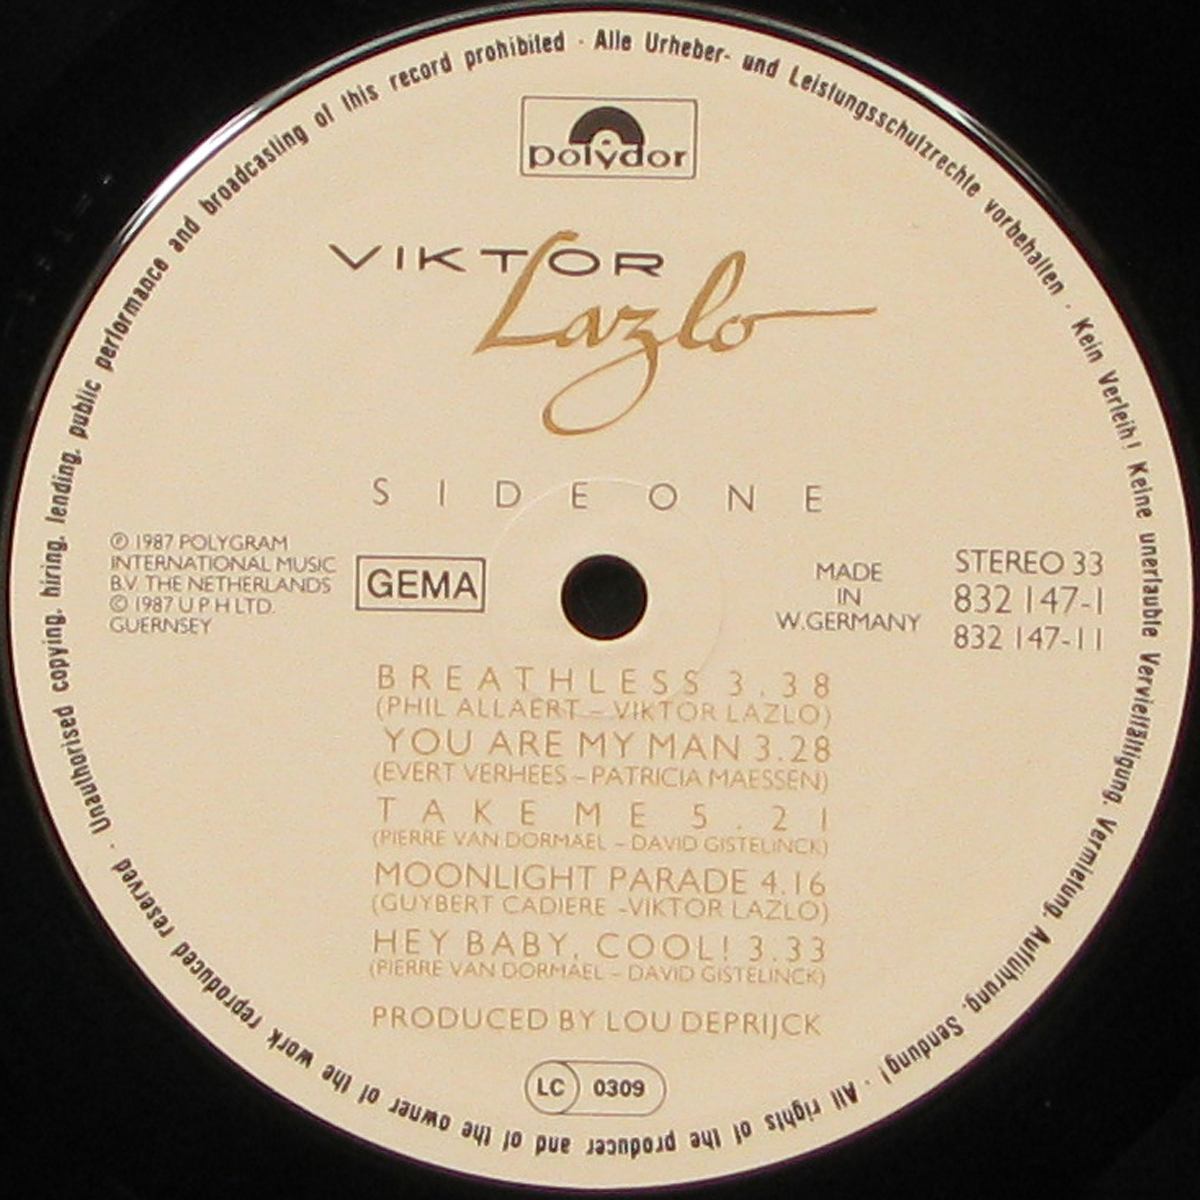 polydor
VIKTOR
Lazlo
SIDE ONE
℗ 1987 POLYGRAM
INTERNATIONAL MUSIC
B.V. THE NETHERLANDS
© 1987 U P H LTD.
GUERNSEY
GEMA
MADE
IN
W.GERMANY
STEREO 33
832 147-1
832 147-11
BREATHLESS 3.38
(PHIL ALLAERT – VIKTOR LAZLO)
YOU ARE MY MAN 3.28
(EVERT VERHEES – PATRICIA MAESSEN)
TAKE ME 5.21
(PIERRE VAN DORMAEL – DAVID GISTELINCK)
MOONLIGHT PARADE 4.16
(GUYBERT CADIERE -VIKTOR LAZLO)
HEY BABY, COOL! 3.33
(PIERRE VAN DORMAEL – DAVID GISTELINCK)
PRODUCED BY LOU DEPRIJCK
LC 0309
Alle Urheber- und Leistungsschutzrechte vorbehalten · Kein Verleih! Keine unerlaubte Vervielfältigung, Vermietung, Aufführung, Sendung! · All rights of the producer and of the owner of the work reproduced reserved · Unauthorised copying, hiring, lending, public performance and broadcasting of this record prohibited ·